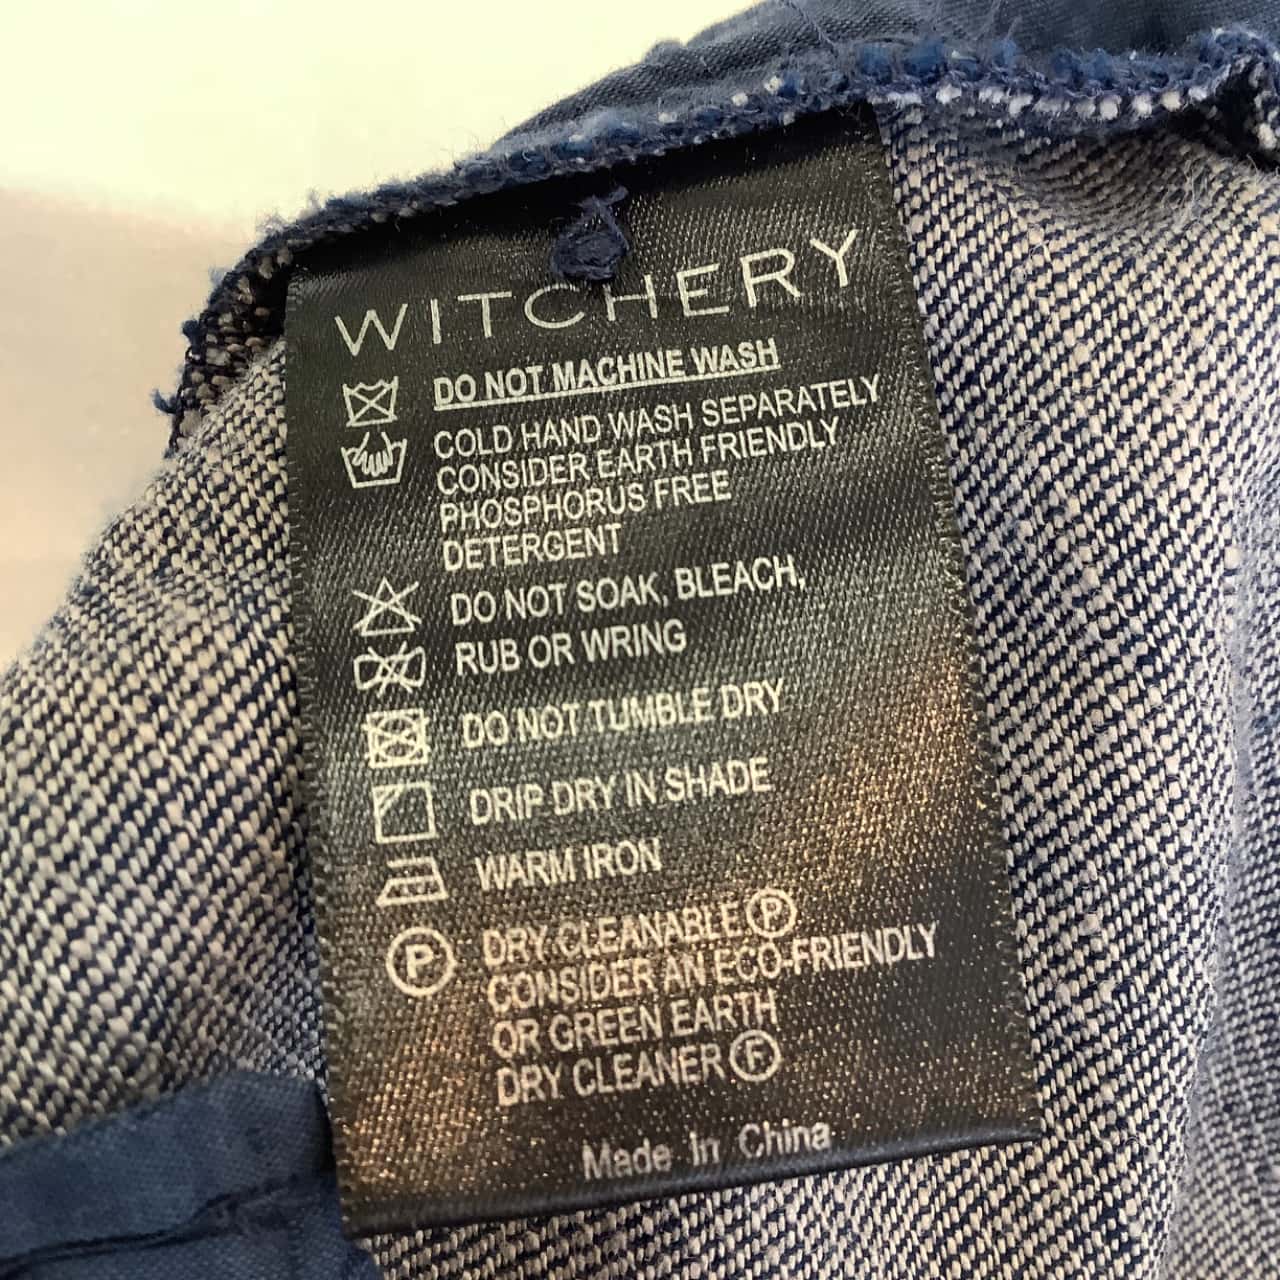 WITCHERY
DO NOT MACHINE WASH
COLD HAND WASH SEPARATELY
CONSIDER EARTH FRIENDLY
PHOSPHORUS FREE
DETERGENT
DO NOT SOAK, BLEACH,
RUB OR WRING
DO NOT TUMBLE DRY
DRIP DRY IN SHADE
WARM IRON
P DRY CLEANABLE Ⓟ
CONSIDER AN ECO-FRIENDLY
OR GREEN EARTH
DRY CLEANER Ⓕ
Made in China